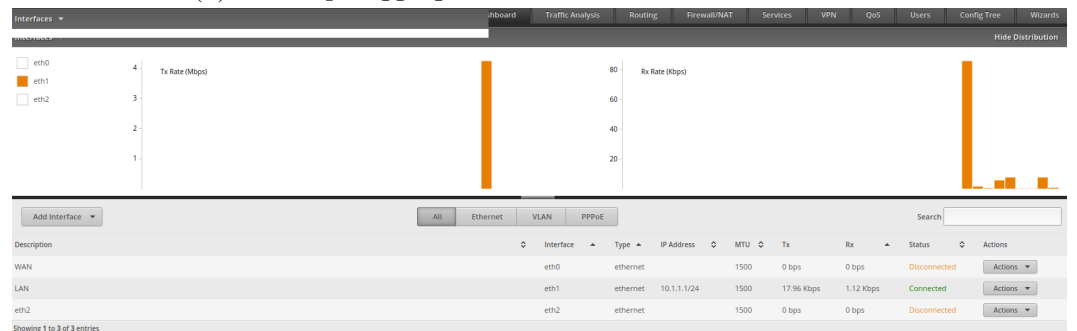 Interfaces
Dashboard Traffic Analysis Routing Firewall/NAT Services VPN QoS Users Config Tree Wizards
Hide Distribution
eth0
eth1
eth2
Tx Rate (Mbps)
4
3
2
1
Rx Rate (Kbps)
80
60
40
20
Add Interface All Ethernet VLAN PPPoE Search
Description Interface Type IP Address MTU Tx Rx Status Actions
WAN eth0 ethernet 1500 0 bps 0 bps Disconnected Actions
LAN eth1 ethernet 10.1.1.1/24 1500 17.96 Kbps 1.12 Kbps Connected Actions
eth2 eth2 ethernet 1500 0 bps 0 bps Disconnected Actions
Showing 1 to 3 of 3 entries